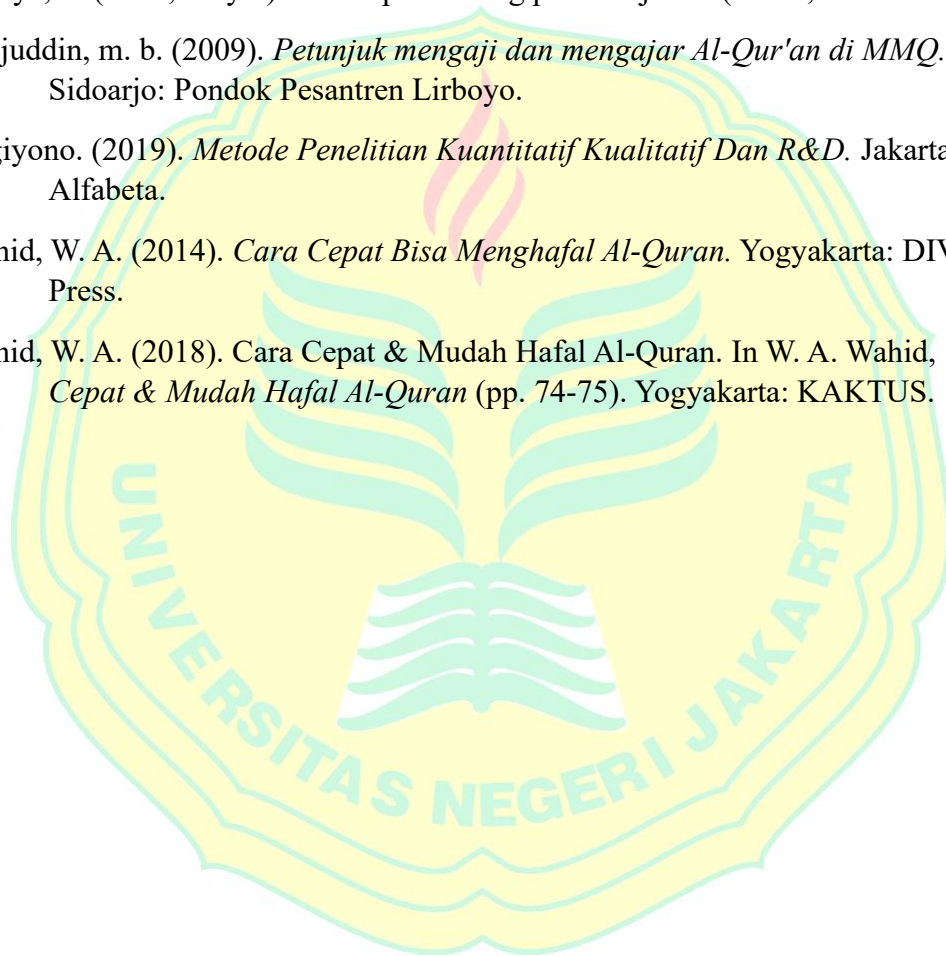 juddin, m. b. (2009). Petunjuk mengaji dan mengajar Al-Qur'an di MMQ.
Sidoarjo: Pondok Pesantren Lirboyo.
giyono. (2019). Metode Penelitian Kuantitatif Kualitatif Dan R&D. Jakarta
Alfabeta.
hid, W. A. (2014). Cara Cepat Bisa Menghafal Al-Quran. Yogyakarta: DIV
Press.
hid, W. A. (2018). Cara Cepat & Mudah Hafal Al-Quran. In W. A. Wahid,
Cepat & Mudah Hafal Al-Quran (pp. 74-75). Yogyakarta: KAKTUS.
UNIVERSITAS NEGERI JAKARTA